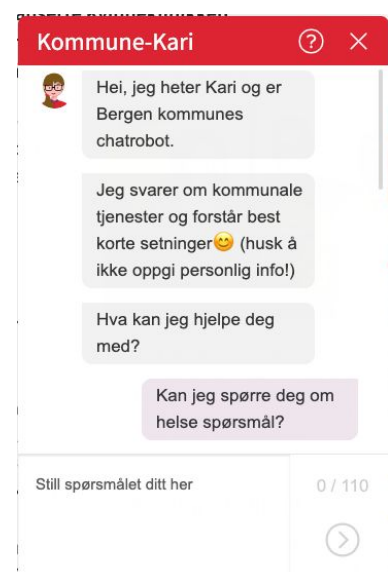 Kommune-Kari
Hei, jeg heter Kari og er
Bergen kommunes
chatrobot.
Jeg svarer om kommunale
tjenester og forstår best
korte setninger😊 (husk å
ikke oppgi personlig info!)
Hva kan jeg hjelpe deg
med?
Kan jeg spørre deg om
helse spørsmål?
Still spørsmålet ditt her
0 / 110